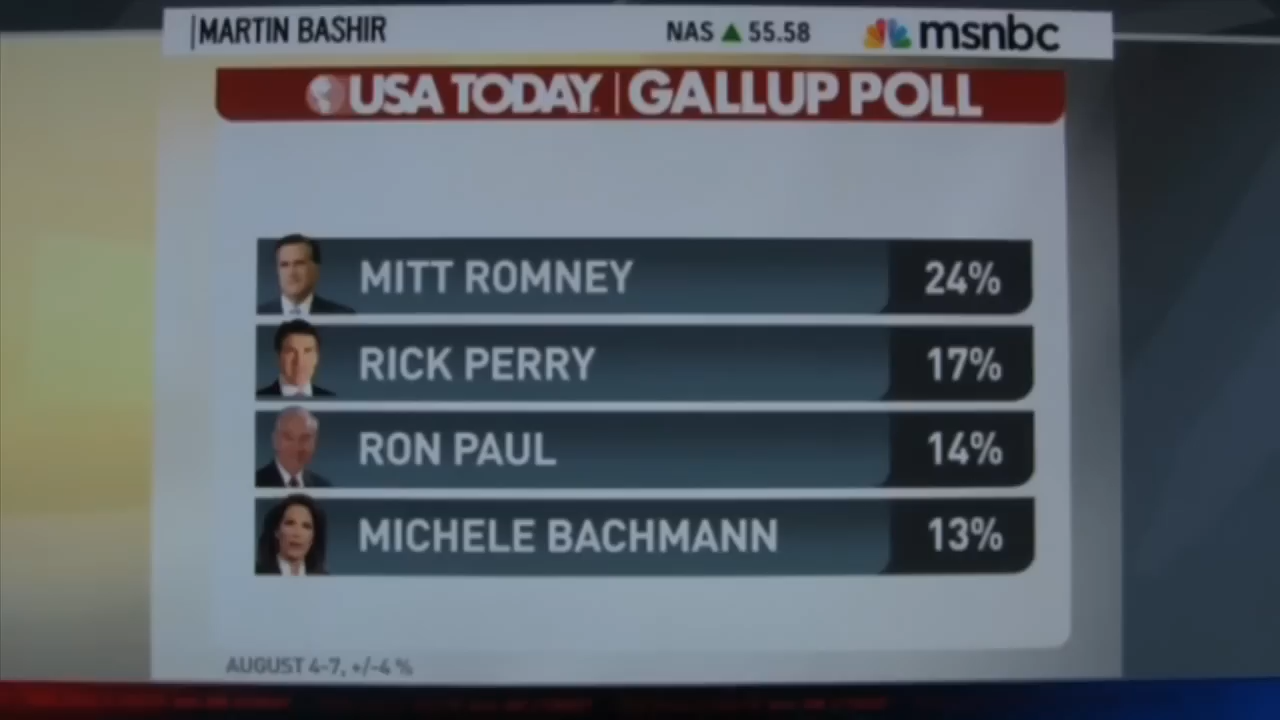 MARTIN BASHIR NAS ▲ 55.58 msnbc
USA TODAY | GALLUP POLL
MITT ROMNEY 24%
RICK PERRY 17%
RON PAUL 14%
MICHELE BACHMANN 13%
AUGUST 4-7, +/-4 %